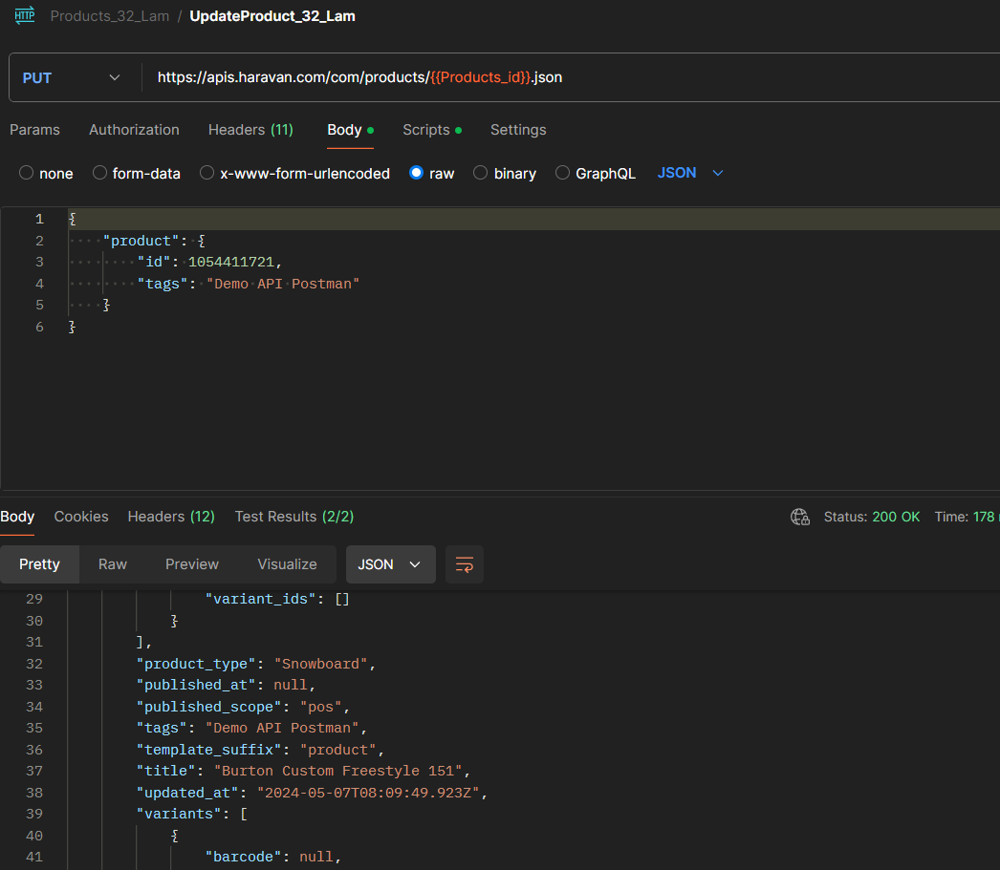 HTTP Products_32_Lam / UpdateProduct_32_Lam
PUT https://apis.haravan.com/com/products/{{Products_id}}.json
Params Authorization Headers (11) Body Scripts Settings
none form-data x-www-form-urlencoded raw binary GraphQL JSON
1 {
2 "product": {
3 "id": 1054411721,
4 "tags": "Demo API Postman"
5 }
6 }
Body Cookies Headers (12) Test Results (2/2) Status: 200 OK Time: 178
Pretty Raw Preview Visualize JSON
29 "variant_ids": []
30 }
31 ],
32 "product_type": "Snowboard",
33 "published_at": null,
34 "published_scope": "pos",
35 "tags": "Demo API Postman",
36 "template_suffix": "product",
37 "title": "Burton Custom Freestyle 151",
38 "updated_at": "2024-05-07T08:09:49.923Z",
39 "variants": [
40 {
41 "barcode": null,